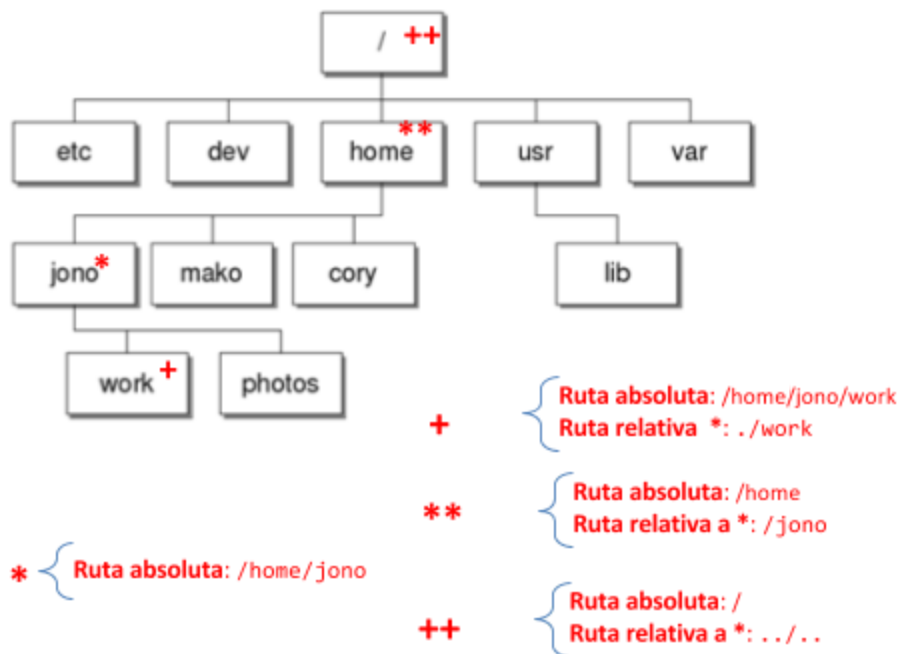 / ++
etc
dev
home **
usr
var
jono *
mako
cory
lib
work +
photos
+
Ruta absoluta: /home/jono/work
Ruta relativa *: ./work
**
Ruta absoluta: /home
Ruta relativa a *: /jono
* Ruta absoluta: /home/jono
++
Ruta absoluta: /
Ruta relativa a *: ../..